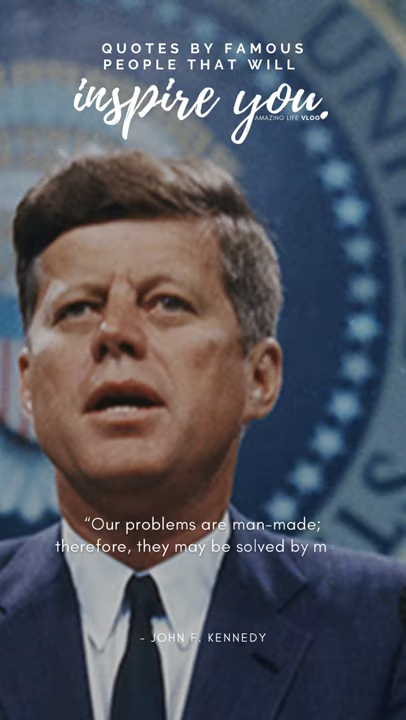 QUOTES BY FAMOUS
PEOPLE THAT WILL
inspire you.
AMAZING LIFE VLOG
“Our problems are man-made;
therefore, they may be solved by m
- JOHN F. KENNEDY